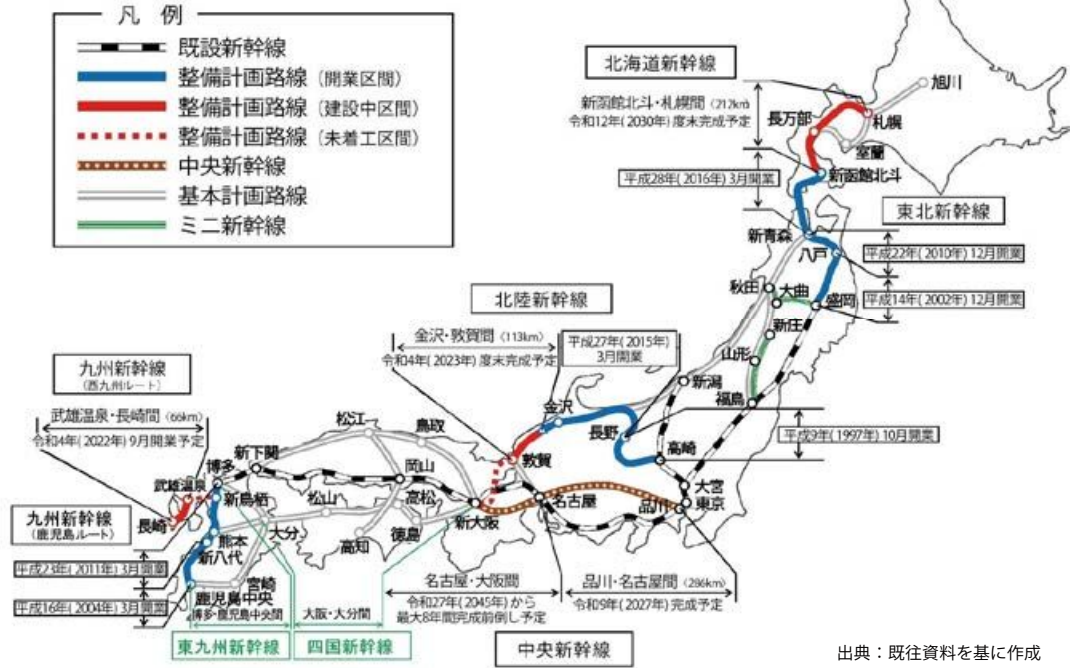 凡 例
既設新幹線
整備計画路線（開業区間）
整備計画路線（建設中区間）
整備計画路線（未着工区間）
中央新幹線
基本計画路線
ミニ新幹線
北海道新幹線
旭川
新函館北斗・札幌間（212km
令和12年（2030年）度末完成予定
長万部
札幌
室蘭
平成28年（2016年）3月開業
新函館北斗
東北新幹線
新青森
八戸
平成22年（2010年）12月開業
秋田
大曲
盛岡
平成14年（2002年）12月開業
新庄
山形
福島
新潟
北陸新幹線
金沢・敦賀間（113km）
令和4年（2023年）度末完成予定
平成27年（2015年）
3月開業
金沢
長野
高崎
平成9年（1997年）10月開業
敦賀
大宮
東京
品川
名古屋
新大阪
九州新幹線
（西九州ルート）
武雄温泉・長崎間（66km）
令和4年（2022年）9月開業予定
松江
鳥取
新下関
博多
岡山
武雄温泉
新鳥栖
松山
高松
長崎
九州新幹線
（鹿児島ルート）
大分
高知
徳島
熊本
新八代
平成23年（2011年）3月開業
宮崎
鹿児島中央
平成16年（2004年）3月開業
博多・鹿児島中央間
大阪・大分間
東九州新幹線
四国新幹線
名古屋・大阪間
令和27年（2045年）から
最大8年間完成前倒し予定
品川・名古屋間（286km）
令和9年（2027年）完成予定
中央新幹線
出典：既往資料を基に作成